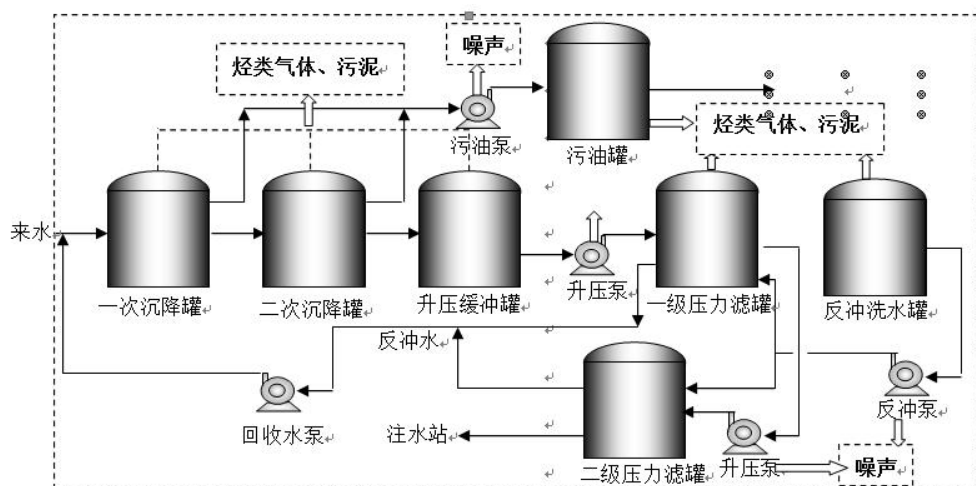 噪声
烃类气体、污泥
污油泵
污油罐
烃类气体、污泥
来水
一次沉降罐
二次沉降罐
升压缓冲罐
升压泵
一级压力滤罐
反冲洗水罐
反冲水
回收水泵
注水站
二级压力滤罐
升压泵
反冲泵
噪声